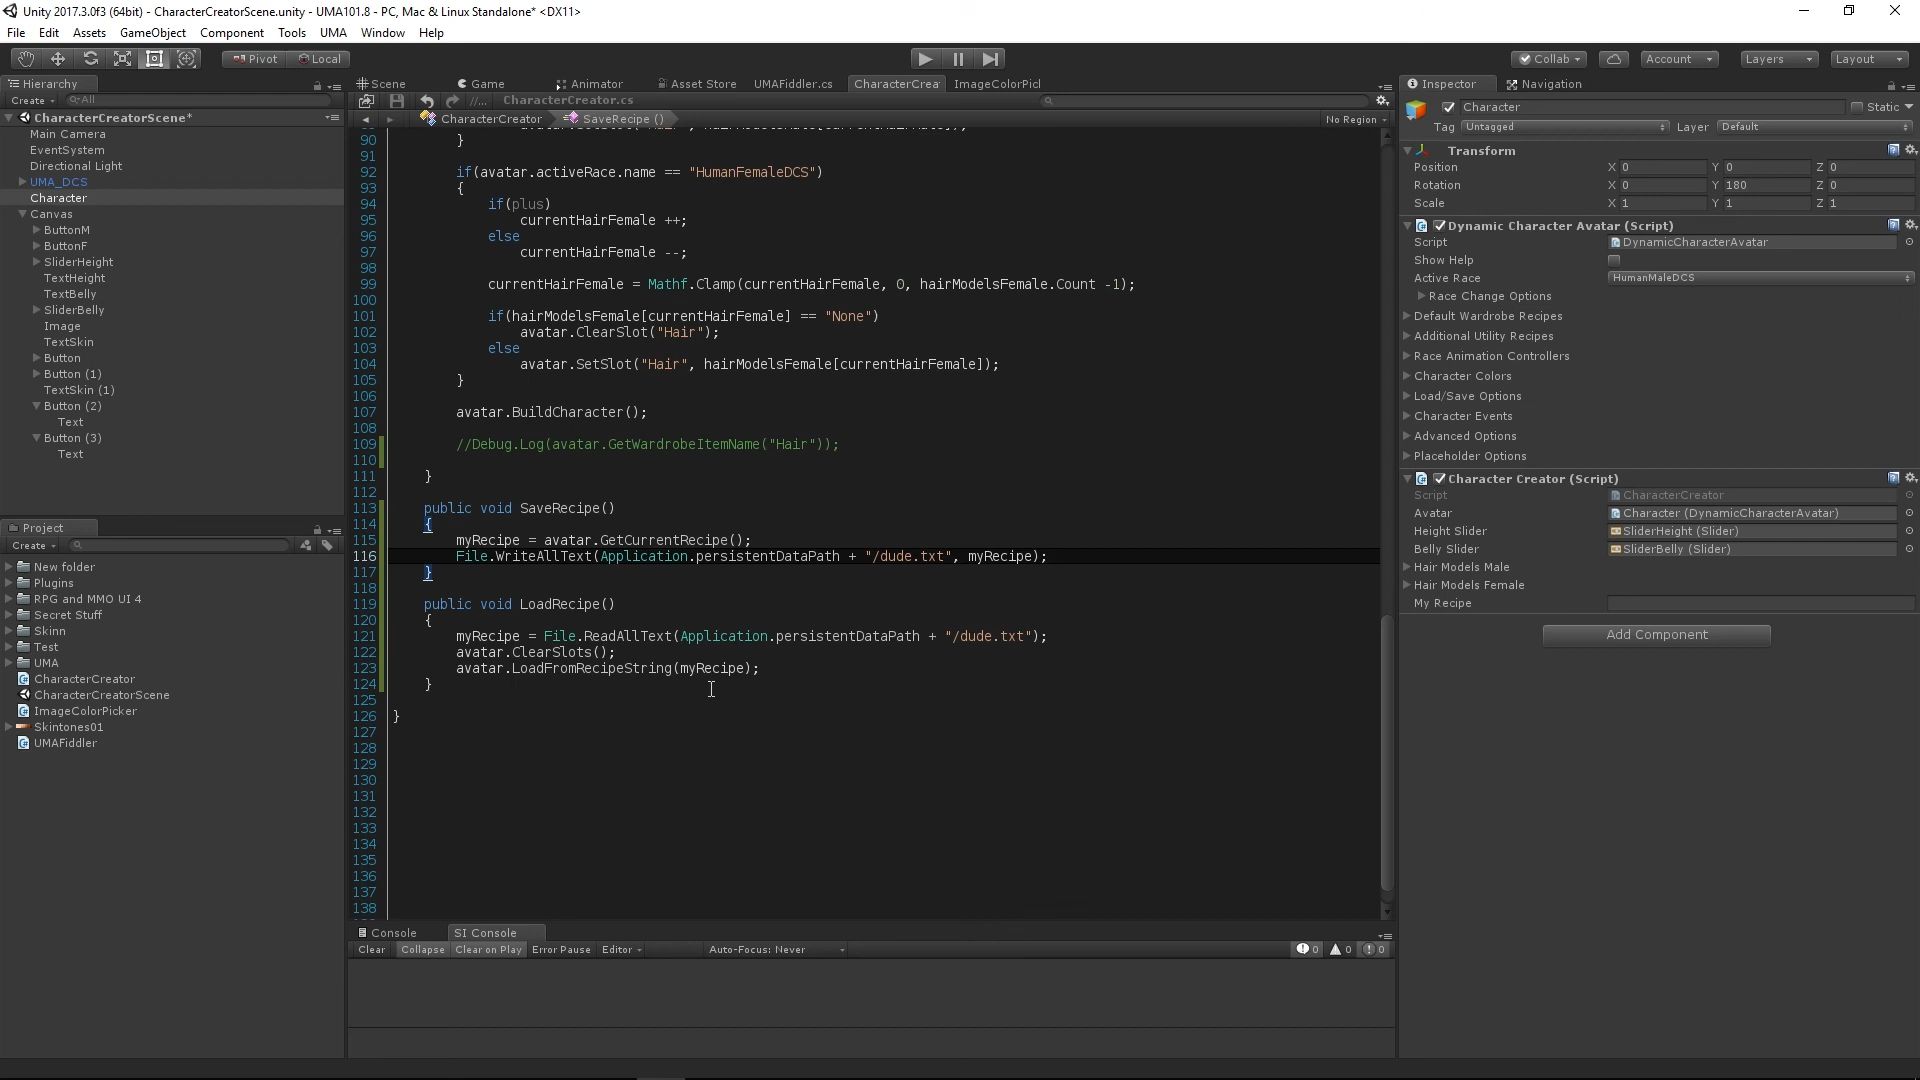 Unity 2017.3.0f3 (64bit) - CharacterCreatorScene.unity - UMA101.8 - PC, Mac & Linux Standalone* <DX11>
File Edit Assets GameObject Component Tools UMA Window Help
Pivot Local
Collab Account Layers Layout
Hierarchy
Create All
CharacterCreatorScene*
Main Camera
EventSystem
Directional Light
UMA_DCS
Character
Canvas
ButtonM
ButtonF
SliderHeight
TextHeight
TextBelly
SliderBelly
Image
TextSkin
Button
Button (1)
TextSkin (1)
Button (2)
Text
Button (3)
Text
Project
Create
New folder
Plugins
RPG and MMO UI 4
Secret Stuff
Skinn
Test
UMA
CharacterCreator
CharacterCreatorScene
ImageColorPicker
Skintones01
UMAFiddler
Scene Game Animator Asset Store UMAFiddler.cs CharacterCrea ImageColorPicl
//... CharacterCreator.cs
CharacterCreator SaveRecipe () No Region
90 }
91
92 if(avatar.activeRace.name == "HumanFemaleDCS")
93 {
94 if(plus)
95 currentHairFemale ++;
96 else
97 currentHairFemale --;
98
99 currentHairFemale = Mathf.Clamp(currentHairFemale, 0, hairModelsFemale.Count -1);
100
101 if(hairModelsFemale[currentHairFemale] == "None")
102 avatar.ClearSlot("Hair");
103 else
104 avatar.SetSlot("Hair", hairModelsFemale[currentHairFemale]);
105 }
106
107 avatar.BuildCharacter();
108
109 //Debug.Log(avatar.GetWardrobeItemName("Hair"));
110
111 }
112
113 public void SaveRecipe()
114 {
115 myRecipe = avatar.GetCurrentRecipe();
116 File.WriteAllText(Application.persistentDataPath + "/dude.txt", myRecipe);
117 }
118
119 public void LoadRecipe()
120 {
121 myRecipe = File.ReadAllText(Application.persistentDataPath + "/dude.txt");
122 avatar.ClearSlots();
123 avatar.LoadFromRecipeString(myRecipe);
124 }
125
126 }
127
128
129
130
131
132
133
134
135
136
137
138
Console SI Console
Clear Collapse Clear on Play Error Pause Editor Auto-Focus: Never 0 0 0
Inspector Navigation
Character Static
Tag Untagged Layer Default
Transform
Position X 0 Y 0 Z 0
Rotation X 0 Y 180 Z 0
Scale X 1 Y 1 Z 1
Dynamic Character Avatar (Script)
Script DynamicCharacterAvatar
Show Help
Active Race HumanMaleDCS
Race Change Options
Default Wardrobe Recipes
Additional Utility Recipes
Race Animation Controllers
Character Colors
Load/Save Options
Character Events
Advanced Options
Placeholder Options
Character Creator (Script)
Script CharacterCreator
Avatar Character (DynamicCharacterAvatar)
Height Slider SliderHeight (Slider)
Belly Slider SliderBelly (Slider)
Hair Models Male
Hair Models Female
My Recipe
Add Component